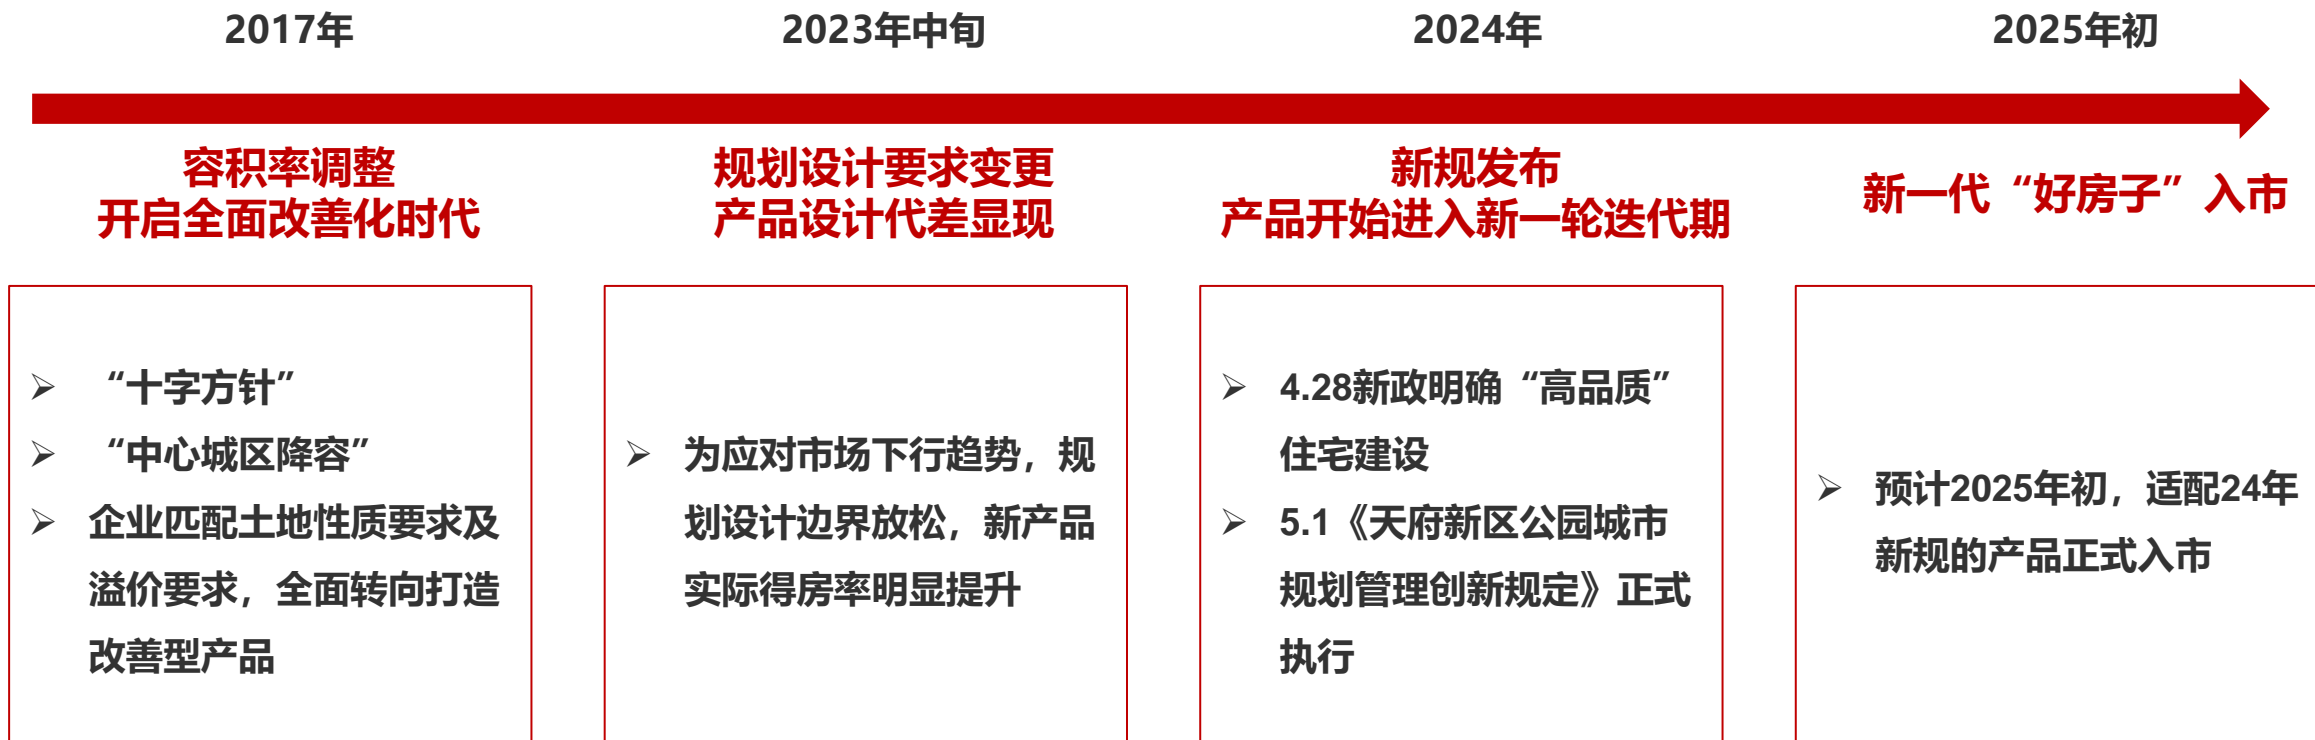 2017年
2023年中旬
2024年
2025年初
容积率调整
开启全面改善化时代
规划设计要求变更
产品设计代差显现
新规发布
产品开始进入新一轮迭代期
新一代“好房子”入市
➢ “十字方针”
➢ “中心城区降容”
➢ 企业匹配土地性质要求及
溢价要求，全面转向打造
改善型产品
➢ 为应对市场下行趋势，规
划设计边界放松，新产品
实际得房率明显提升
➢ 4.28新政明确“高品质”
住宅建设
➢ 5.1《天府新区公园城市
规划管理创新规定》正式
执行
➢ 预计2025年初，适配24年
新规的产品正式入市